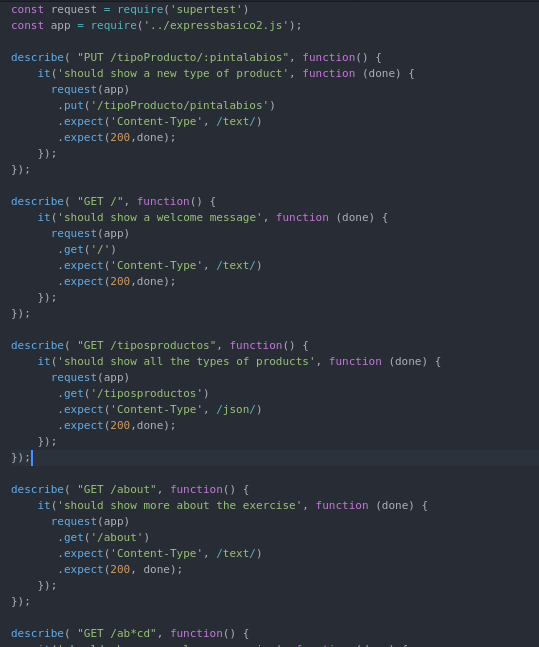 const request = require('supertest')
const app = require('../expressbasico2.js');

describe( "PUT /tipoProducto/:pintalabios", function() {
    it('should show a new type of product', function (done) {
      request(app)
       .put('/tipoProducto/pintalabios')
       .expect('Content-Type', /text/)
       .expect(200,done);
    });
});

describe( "GET /", function() {
    it('should show a welcome message', function (done) {
      request(app)
       .get('/')
       .expect('Content-Type', /text/)
       .expect(200,done);
    });
});

describe( "GET /tiposproductos", function() {
    it('should show all the types of products', function (done) {
      request(app)
       .get('/tiposproductos')
       .expect('Content-Type', /json/)
       .expect(200,done);
    });
});

describe( "GET /about", function() {
    it('should show more about the exercise', function (done) {
      request(app)
       .get('/about')
       .expect('Content-Type', /text/)
       .expect(200, done);
    });
});

describe( "GET /ab*cd", function() {